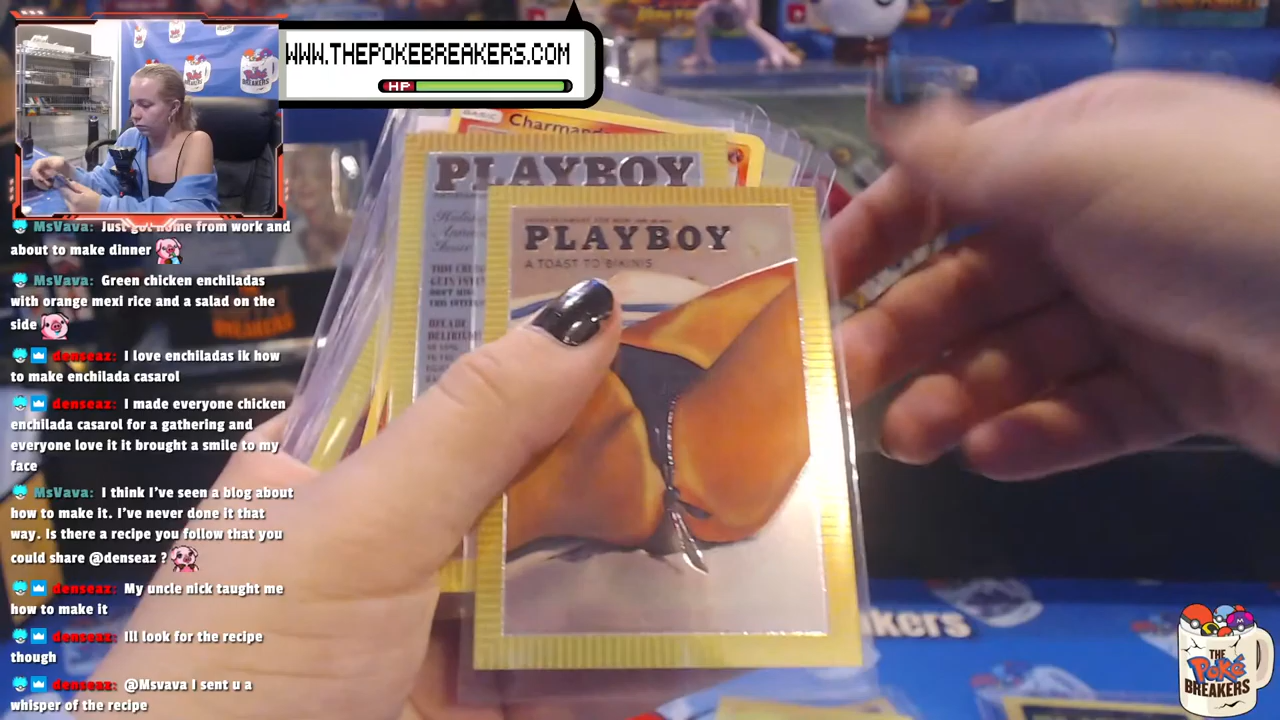 WWW.THEPOKEBREAKERS.COM
HP
BASIC
Charmand
PLAYBOY
PLAYBOY
A TOAST TO BIKINIS
MsVava: Just got home from work and
about to make dinner
MsVava: Green chicken enchiladas
with orange mexi rice and a salad on the
side
denseaz: I love enchiladas ik how
to make enchilada casarol
denseaz: I made everyone chicken
enchilada casarol for a gathering and
everyone love it it brought a smile to my
face
MsVava: I think I've seen a blog about
how to make it. I've never done it that
way. Is there a recipe you follow that you
could share @denseaz ?
denseaz: My uncle nick taught me
how to make it
denseaz: Ill look for the recipe
though
denseaz: @Msvava I sent u a
whisper of the recipe
THE
Poké
BREAKERS